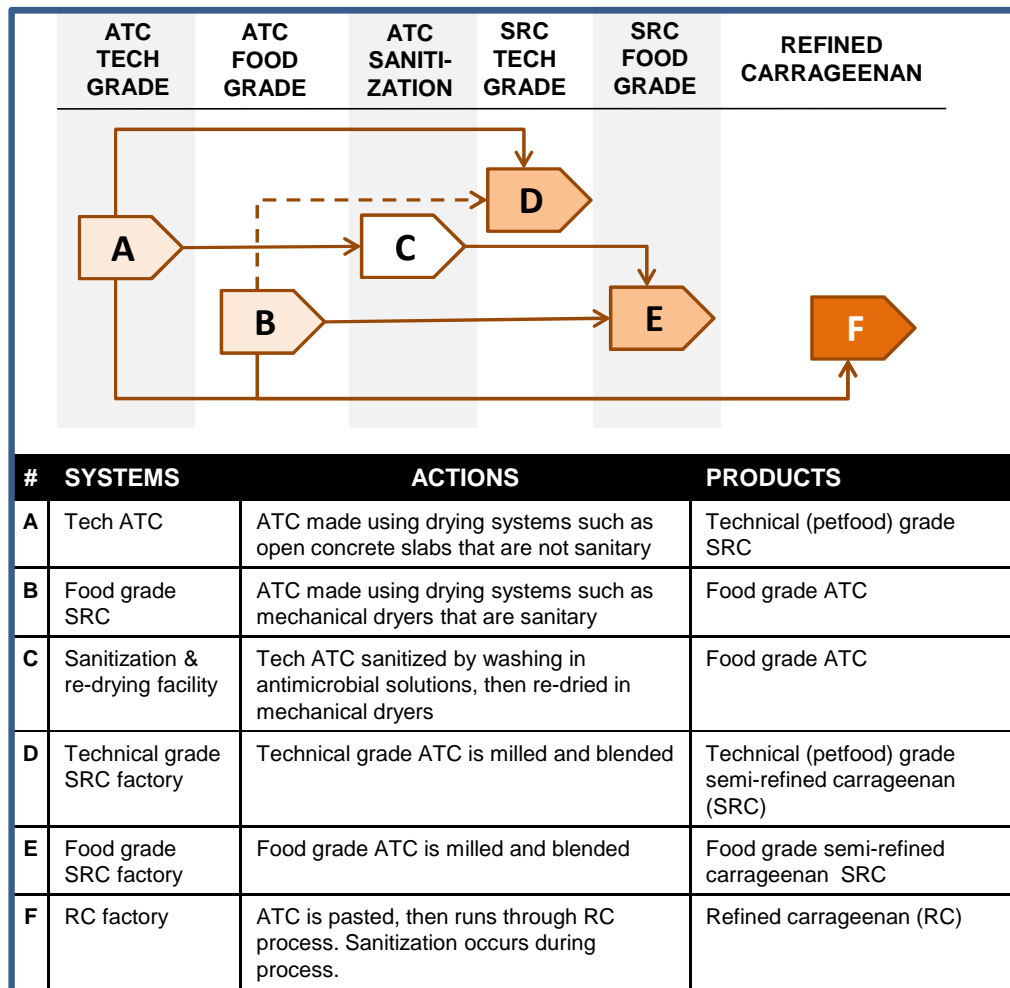 ATC TECH GRADE
ATC FOOD GRADE
ATC SANITI-ZATION
SRC TECH GRADE
SRC FOOD GRADE
REFINED CARRAGEENAN
D
A
C
B
E
F
# SYSTEMS ACTIONS PRODUCTS
A Tech ATC ATC made using drying systems such as Technical (petfood) grade
open concrete slabs that are not sanitary SRC
B Food grade ATC made using drying systems such as Food grade ATC
SRC mechanical dryers that are sanitary
C Sanitization & Tech ATC sanitized by washing in Food grade ATC
re-drying facility antimicrobial solutions, then re-dried in
mechanical dryers
D Technical grade Technical grade ATC is milled and blended Technical (petfood) grade
SRC factory semi-refined carrageenan
(SRC)
E Food grade Food grade ATC is milled and blended Food grade semi-refined
SRC factory carrageenan SRC
F RC factory ATC is pasted, then runs through RC Refined carrageenan (RC)
process. Sanitization occurs during
process.